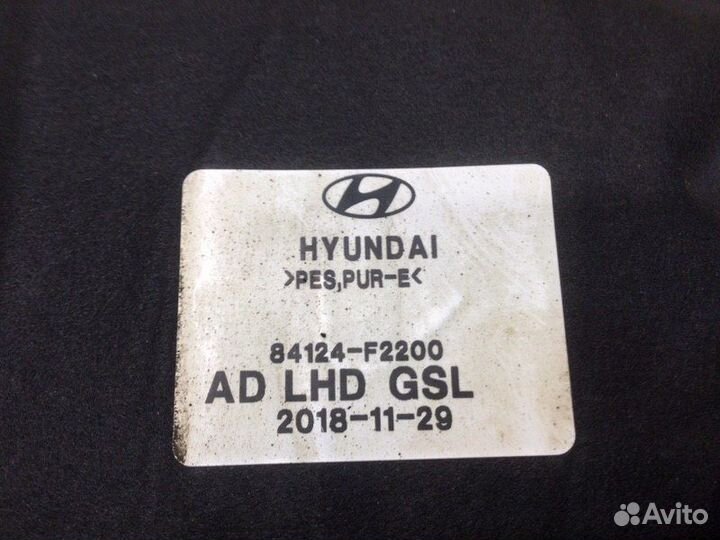 HYUNDAI
>PES,PUR-E<
84124-F2200
AD LHD GSL
2018-11-29
Avito